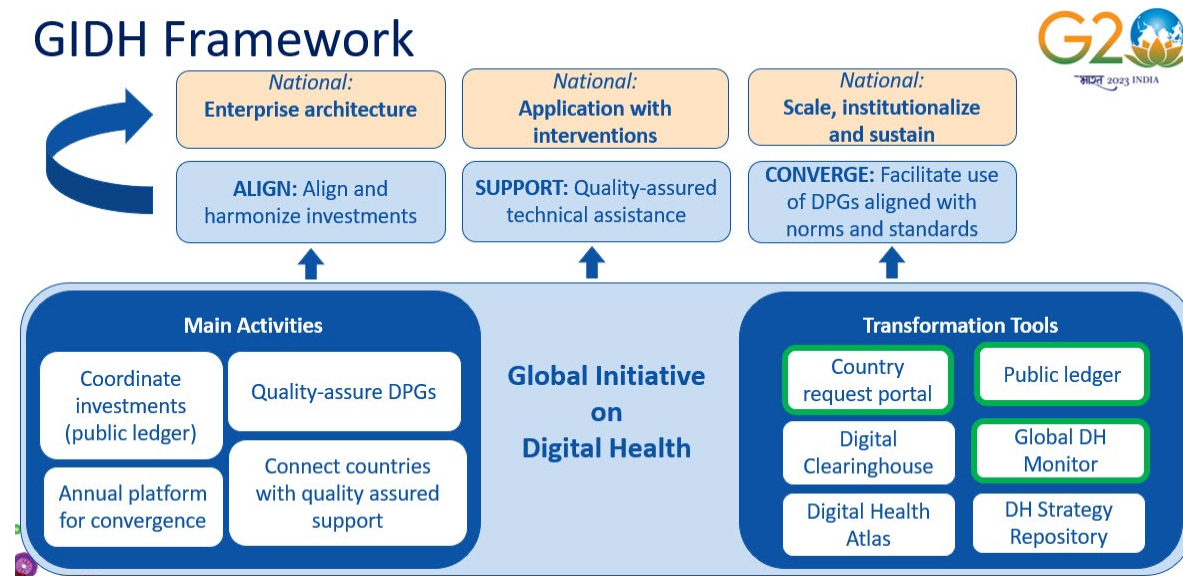 GIDH Framework
G20
भारत 2023 INDIA
National:
Enterprise architecture
National:
Application with
interventions
National:
Scale, institutionalize
and sustain
ALIGN: Align and
harmonize investments
SUPPORT: Quality-assured
technical assistance
CONVERGE: Facilitate use
of DPGs aligned with
norms and standards
Main Activities
Coordinate
investments
(public ledger)
Quality-assure DPGs
Annual platform
for convergence
Connect countries
with quality assured
support
Global Initiative
on
Digital Health
Transformation Tools
Country
request portal
Public ledger
Digital
Clearinghouse
Global DH
Monitor
Digital Health
Atlas
DH Strategy
Repository